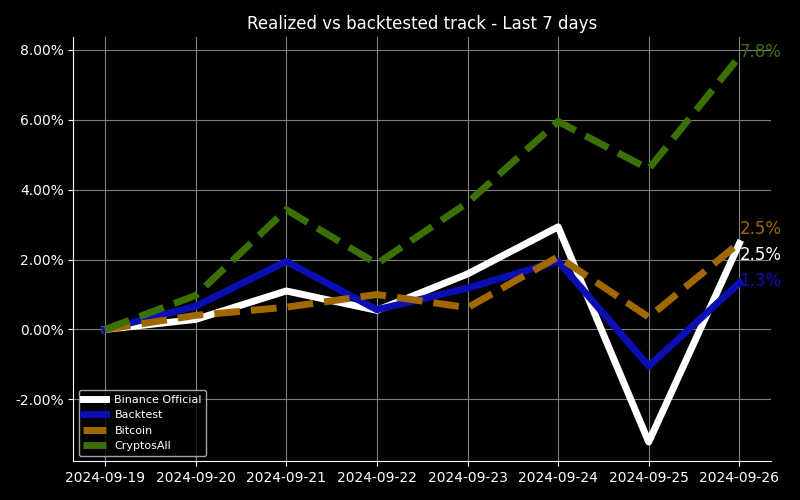 Realized vs backtested track - Last 7 days
8.00%
6.00%
4.00%
2.00%
0.00%
-2.00%
7.8%
2.5%
2.5%
1.3%
Binance Official
Backtest
Bitcoin
CryptosAll
2024-09-19 2024-09-20 2024-09-21 2024-09-22 2024-09-23 2024-09-24 2024-09-25 2024-09-26